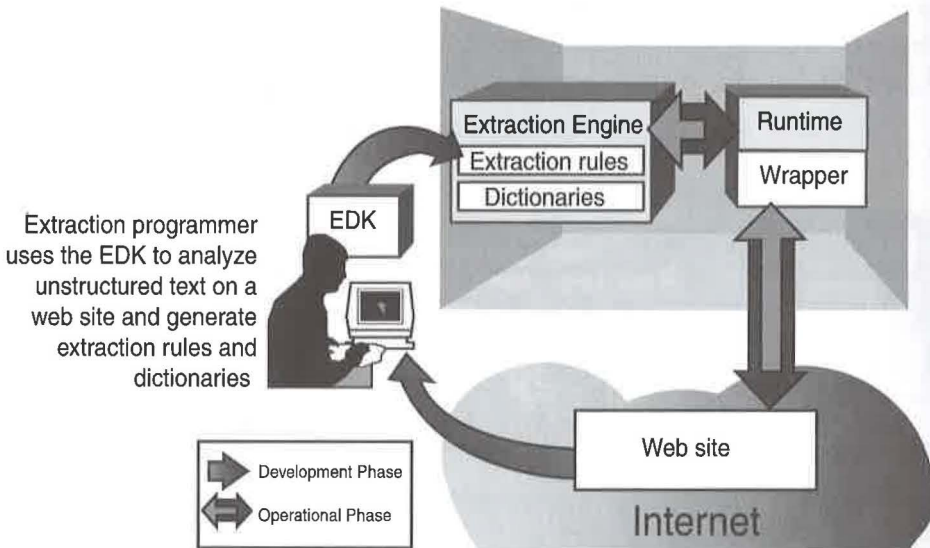 Extraction Engine
Extraction rules
Dictionaries
Runtime
Wrapper
EDK
Extraction programmer
uses the EDK to analyze
unstructured text on a
web site and generate
extraction rules and
dictionaries
Web site
Internet
Development Phase
Operational Phase